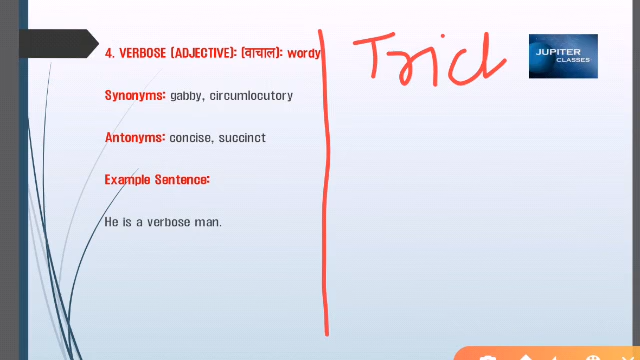 4. VERBOSE (ADJECTIVE): (वाचाल): wordy
Synonyms: gabby, circumlocutory
Antonyms: concise, succinct
Example Sentence:
He is a verbose man.
Trick
JUPITER
CLASSES